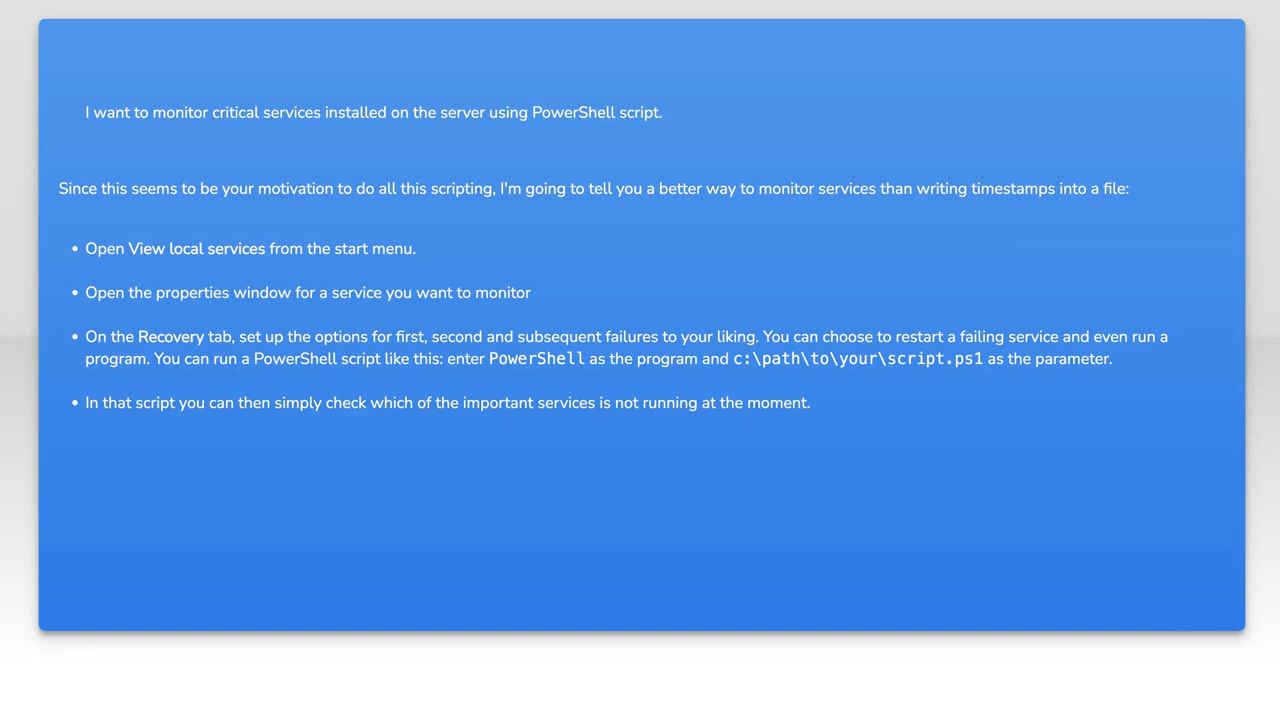 I want to monitor critical services installed on the server using PowerShell script.
Since this seems to be your motivation to do all this scripting, I'm going to tell you a better way to monitor services than writing timestamps into a file:
• Open View local services from the start menu.
• Open the properties window for a service you want to monitor
• On the Recovery tab, set up the options for first, second and subsequent failures to your liking. You can choose to restart a failing service and even run a
program. You can run a PowerShell script like this: enter PowerShell as the program and c:\path\to\your\script.ps1 as the parameter.
• In that script you can then simply check which of the important services is not running at the moment.